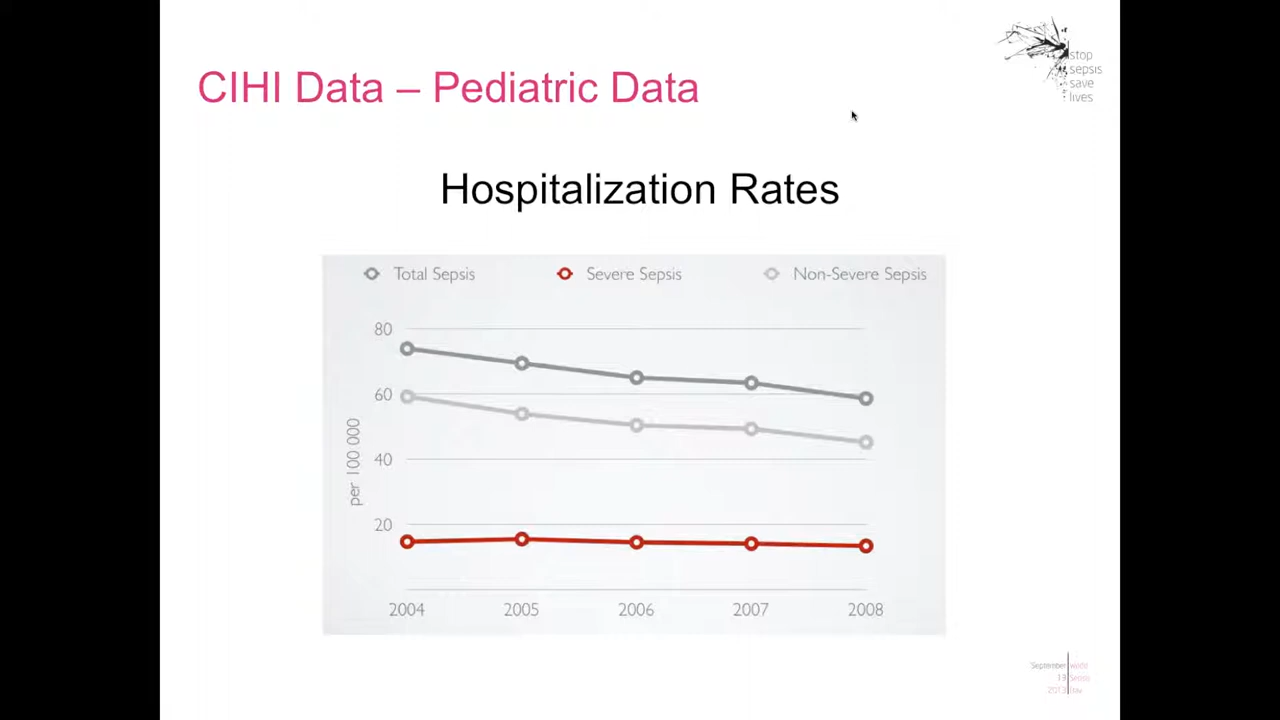 stop
sepsis
save
lives
CIHI Data – Pediatric Data
Hospitalization Rates
Total Sepsis
Severe Sepsis
Non-Severe Sepsis
80
60
40
20
per 100 000
2004 2005 2006 2007 2008
September World
13 Sepsis
2013